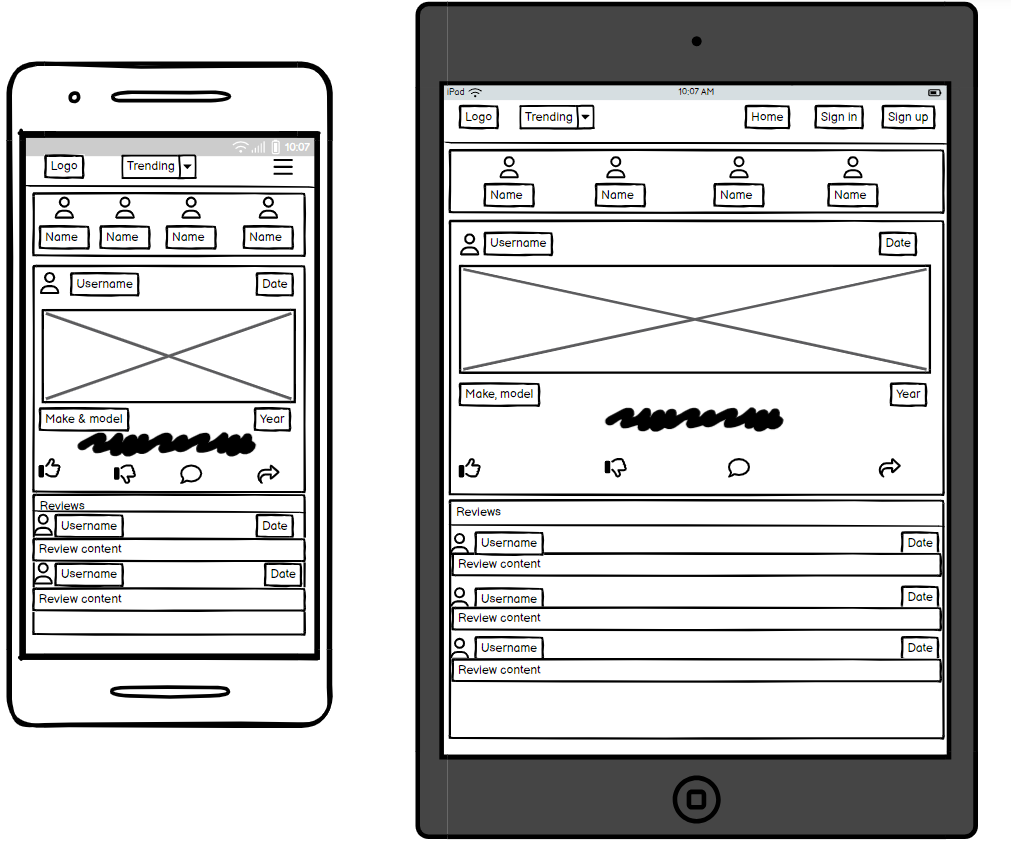 10:07
Logo Trending
Name Name Name Name
Username Date
Make & model Year
Reviews
Username Date
Review content
Username Date
Review content
iPad 10:07 AM
Logo Trending Home Sign in Sign up
Name Name Name Name
Username Date
Make, model Year
Reviews
Username Date
Review content
Username Date
Review content
Username Date
Review content